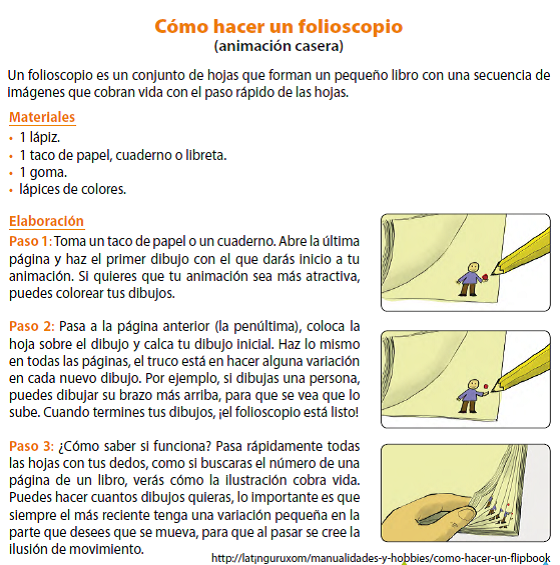 Cómo hacer un folioscopio
(animación casera)
Un folioscopio es un conjunto de hojas que forman un pequeño libro con una secuencia de
imágenes que cobran vida con el paso rápido de las hojas.
Materiales
• 1 lápiz.
• 1 taco de papel, cuaderno o libreta.
• 1 goma.
• lápices de colores.
Elaboración
Paso 1: Toma un taco de papel o un cuaderno. Abre la última
página y haz el primer dibujo con el que darás inicio a tu
animación. Si quieres que tu animación sea más atractiva,
puedes colorear tus dibujos.
Paso 2: Pasa a la página anterior (la penúltima), coloca la
hoja sobre el dibujo y calca tu dibujo inicial. Haz lo mismo
en todas las páginas, el truco está en hacer alguna variación
en cada nuevo dibujo. Por ejemplo, si dibujas una persona,
puedes dibujar su brazo más arriba, para que se vea que lo
sube. Cuando termines tus dibujos, ¡el folioscopio está listo!
Paso 3: ¿Cómo saber si funciona? Pasa rápidamente todas
las hojas con tus dedos, como si buscaras el número de una
página de un libro, verás cómo la ilustración cobra vida.
Puedes hacer cuantos dibujos quieras, lo importante es que
siempre el más reciente tenga una variación pequeña en la
parte que desees que se mueva, para que al pasar se cree la
ilusión de movimiento.
http://latinguruxom/manualidades-y-hobbies/como-hacer-un-flipbook